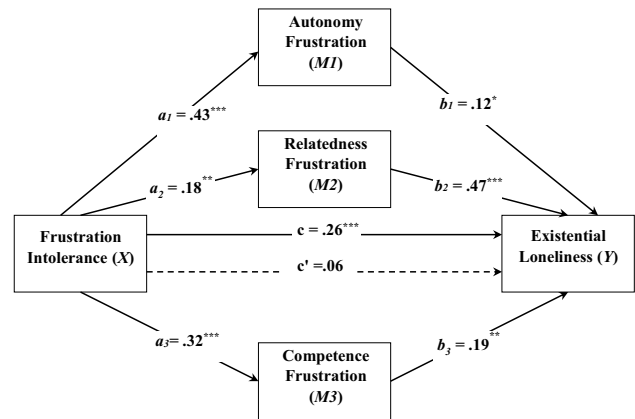 Autonomy
Frustration
(M1)
a₁ = .43***
b₁ = .12*
Relatedness
Frustration
(M2)
a₂ = .18**
b₂ = .47***
Frustration
Intolerance (X)
c = .26***
c' =.06
Existential
Loneliness (Y)
a₃= .32***
b₃ = .19**
Competence
Frustration
(M3)